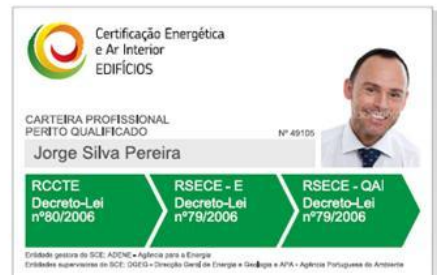 Certificação Energética
e Ar Interior
EDIFÍCIOS
CARTEIRA PROFISSIONAL
PERITO QUALIFICADO
Nº 49105
Jorge Silva Pereira
RCCTE
Decreto-Lei
nº80/2006
RSECE - E
Decreto-Lei
nº79/2006
RSECE - QAI
Decreto-Lei
nº79/2006
Entidade gestora do SCE: ADENE - Agência para a Energia
Entidades supervisoras do SCE: DGEG - Direcção Geral de Energia e Geologia e APA - Agência Portuguesa do Ambiente